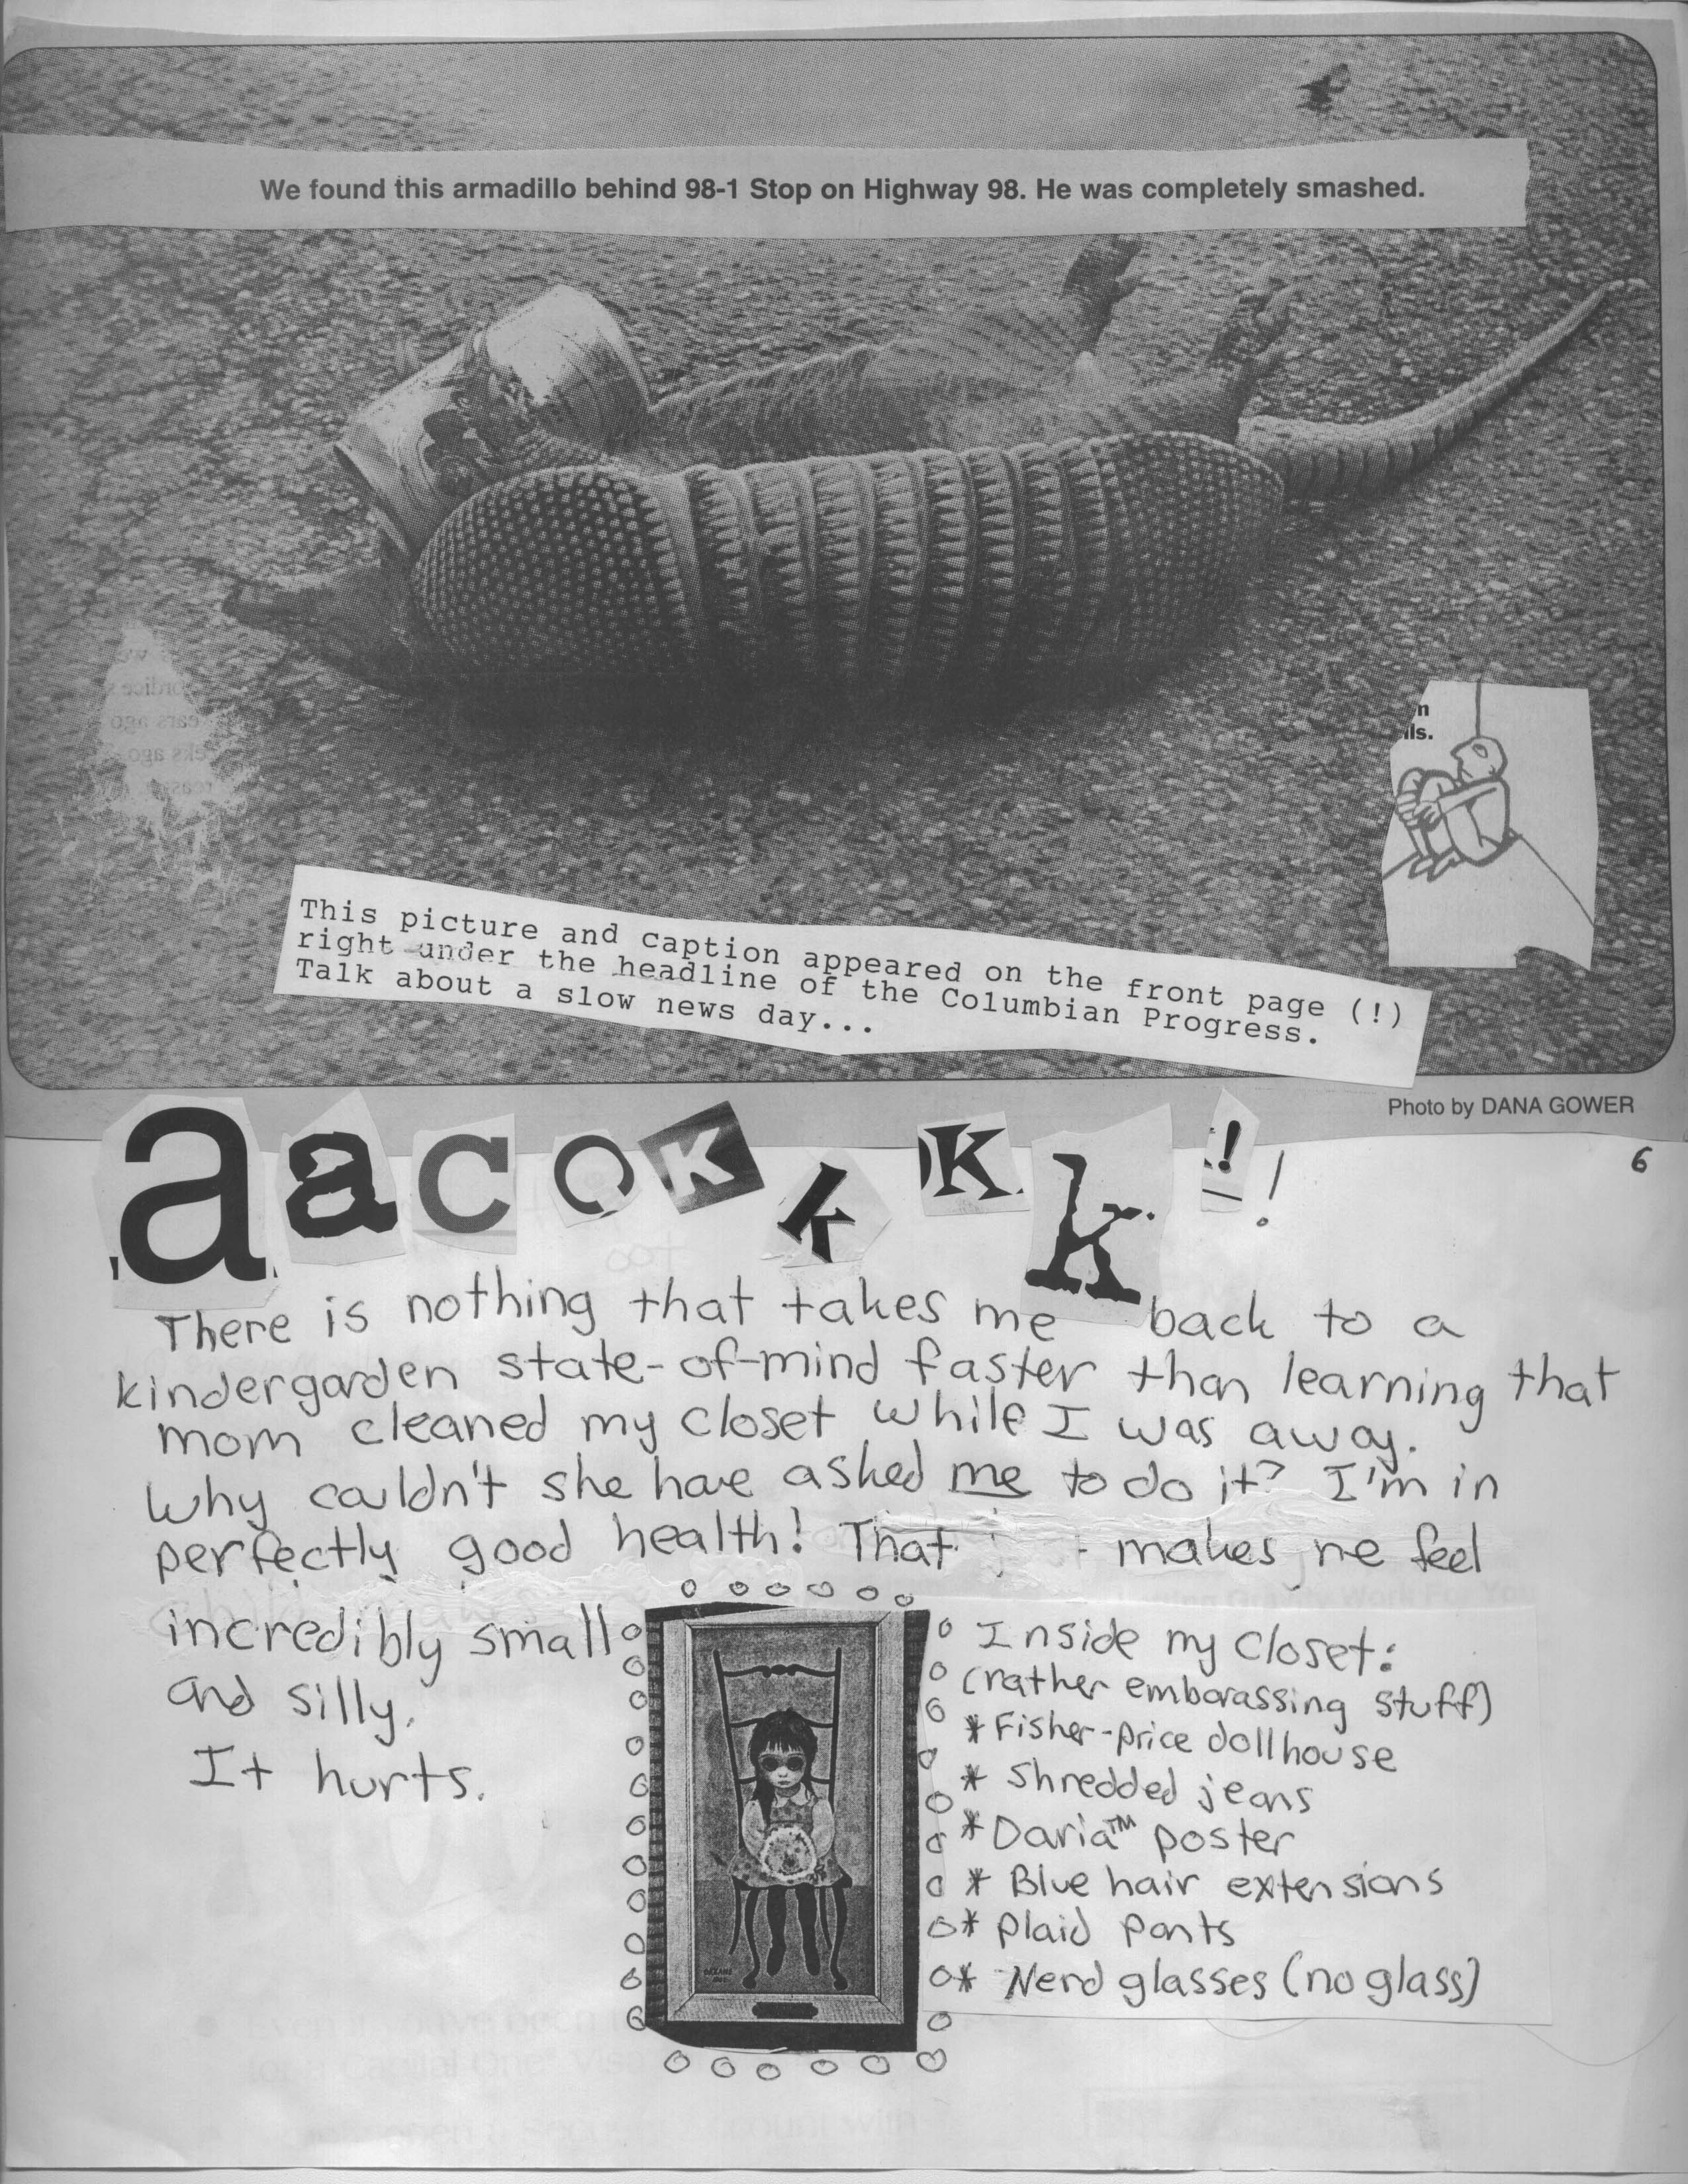 We found this armadillo behind 98-1 Stop on Highway 98. He was completely smashed.
This picture and caption appeared on the front page (!)
right under the headline of the Columbian Progress.
Talk about a slow news day...
Photo by DANA GOWER
6
aacokkKk!!
There is nothing that takes me back to a
kindergarden state-of-mind faster than learning that
mom cleaned my closet while I was away.
Why couldn't she have asked me to do it? I'm in
perfectly good health! That makes me feel
incredibly small
and silly.
It hurts.
Inside my closet:
(rather embarassing stuff)
* Fisher-price dollhouse
* Shredded jeans
* Daria™ poster
* Blue hair extensions
* plaid pants
* Nerd glasses (no glass)